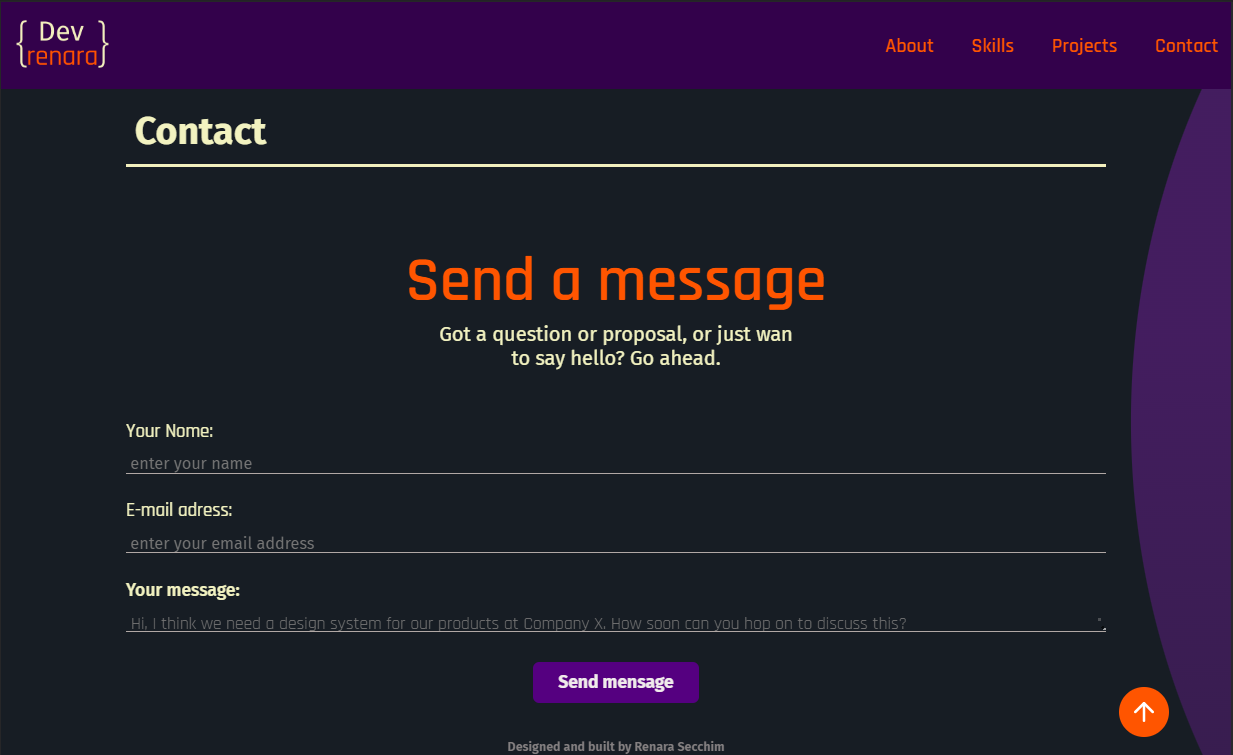 { Dev
renara}
About Skills Projects Contact
Contact
Send a message
Got a question or proposal, or just wan
to say hello? Go ahead.
Your Nome:
enter your name
E-mail adress:
enter your email address
Your message:
Hi, I think we need a design system for our products at Company X. How soon can you hop on to discuss this?
Send mensage
Designed and built by Renara Secchim